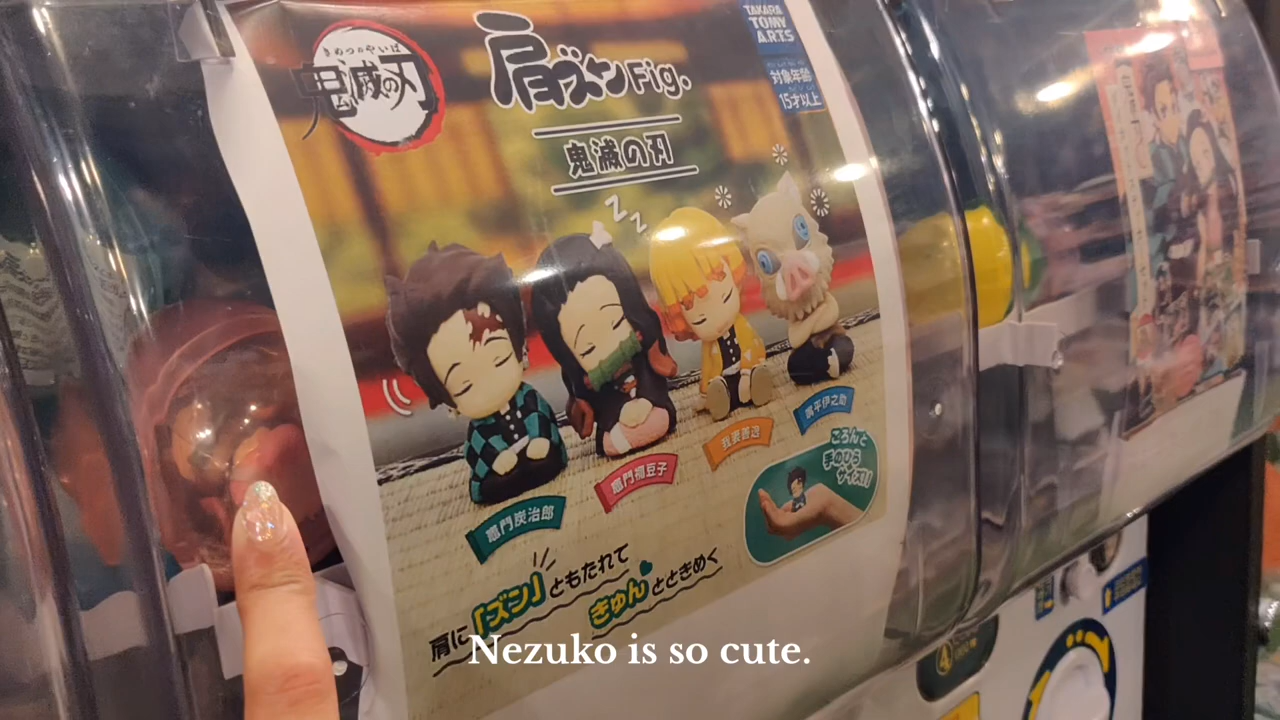 きめつのやいば
鬼滅の刃
肩ズンFig.
鬼滅の刃
TAKARA
TOMY
A.R.T.S
対象年齢
15才以上
Z
Z
竈門炭治郎
竈門禰豆子
我妻善逸
嘴平伊之助
ころんと
手のひら
サイズ!!
肩に「ズン」ともたれて
きゅんとときめく
Nezuko is so cute.
④